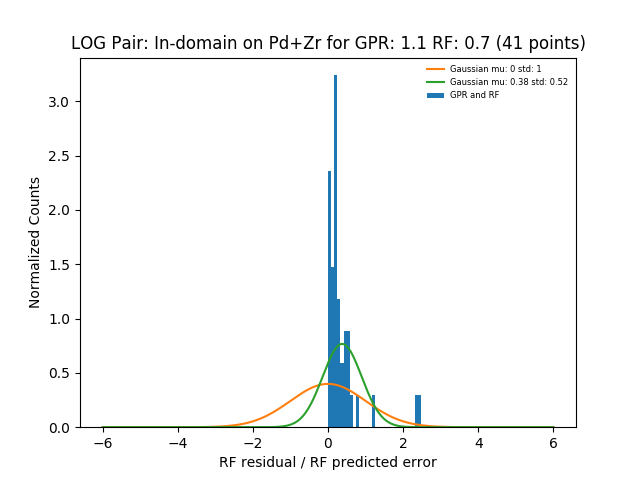 LOG Pair: In-domain on Pd+Zr for GPR: 1.1 RF: 0.7 (41 points)
Gaussian mu: 0 std: 1
Gaussian mu: 0.38 std: 0.52
GPR and RF
Normalized Counts
3.0
2.5
2.0
1.5
1.0
0.5
0.0
−6 −4 −2 0 2 4 6
RF residual / RF predicted error